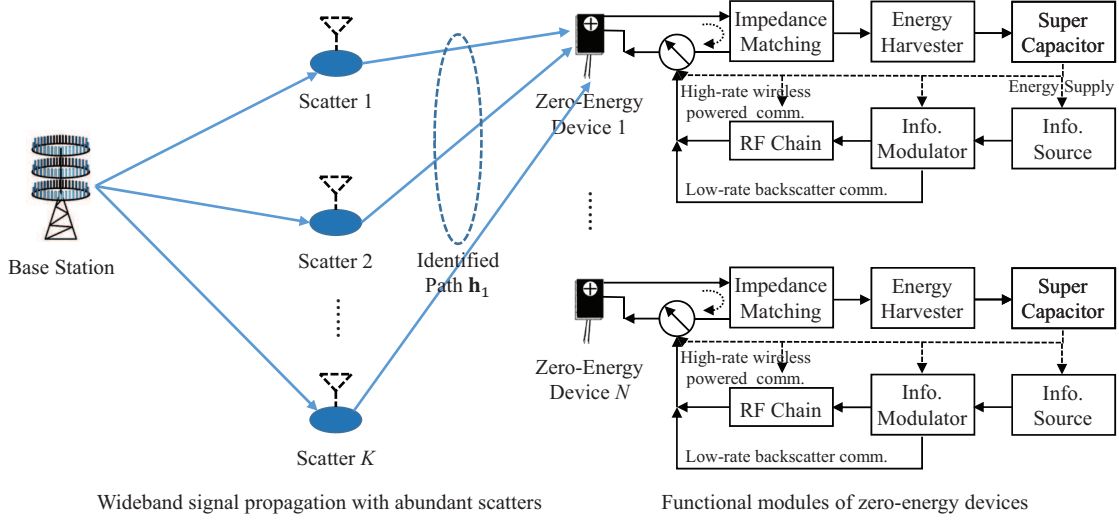 Base Station
Scatter 1
Scatter 2
Scatter K
Identified
Path h₁
Zero-Energy
Device 1
Impedance
Matching
Energy
Harvester
Super
Capacitor
High-rate wireless
powered comm.
Energy Supply
RF Chain
Info.
Modulator
Info.
Source
Low-rate backscatter comm.
Zero-Energy
Device N
Impedance
Matching
Energy
Harvester
Super
Capacitor
High-rate wireless
powered comm.
RF Chain
Info.
Modulator
Info.
Source
Low-rate backscatter comm.
Wideband signal propagation with abundant scatters
Functional modules of zero-energy devices